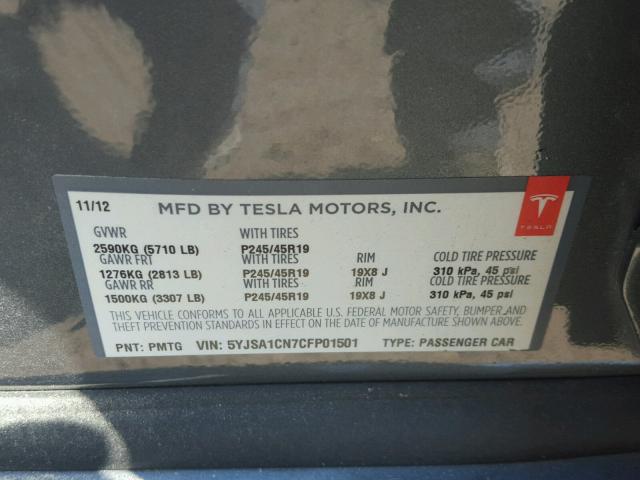 11/12 MFD BY TESLA MOTORS, INC.
TESLA
GVWR WITH TIRES
2590KG (5710 LB) P245/45R19
GAWR FRT WITH TIRES RIM COLD TIRE PRESSURE
1276KG (2813 LB) P245/45R19 19X8 J 310 kPa, 45 psi
GAWR RR WITH TIRES RIM COLD TIRE PRESSURE
1500KG (3307 LB) P245/45R19 19X8 J 310 kPa, 45 psi
THIS VEHICLE CONFORMS TO ALL APPLICABLE U.S. FEDERAL MOTOR SAFETY, BUMPER, AND
THEFT PREVENTION STANDARDS IN EFFECT ON THE DATE OF MANUFACTURE SHOWN ABOVE.
PNT: PMTG VIN: 5YJSA1CN7CFP01501 TYPE: PASSENGER CAR